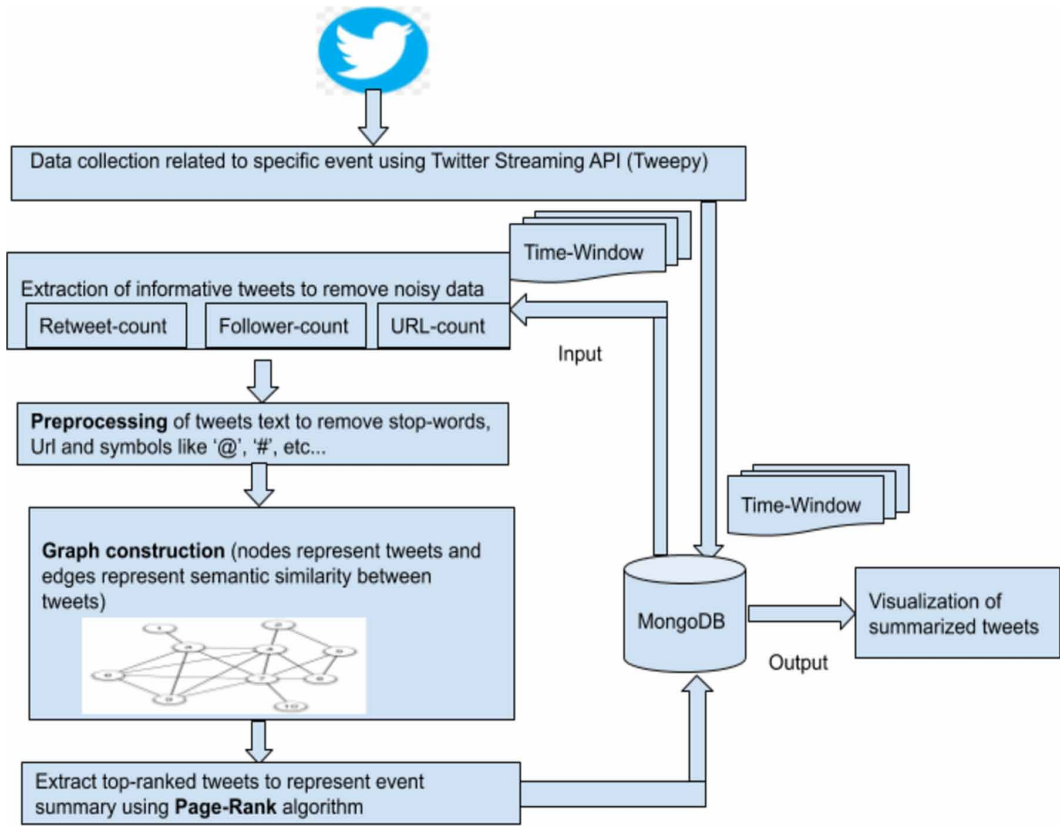 Data collection related to specific event using Twitter Streaming API (Tweepy)
Time-Window
Extraction of informative tweets to remove noisy data
Retweet-count
Follower-count
URL-count
Input
Preprocessing of tweets text to remove stop-words,
Url and symbols like ‘@’, ‘#’, etc...
Time-Window
Graph construction (nodes represent tweets and
edges represent semantic similarity between
tweets)
MongoDB
Visualization of
summarized tweets
Output
1
7
10
Extract top-ranked tweets to represent event
summary using Page-Rank algorithm